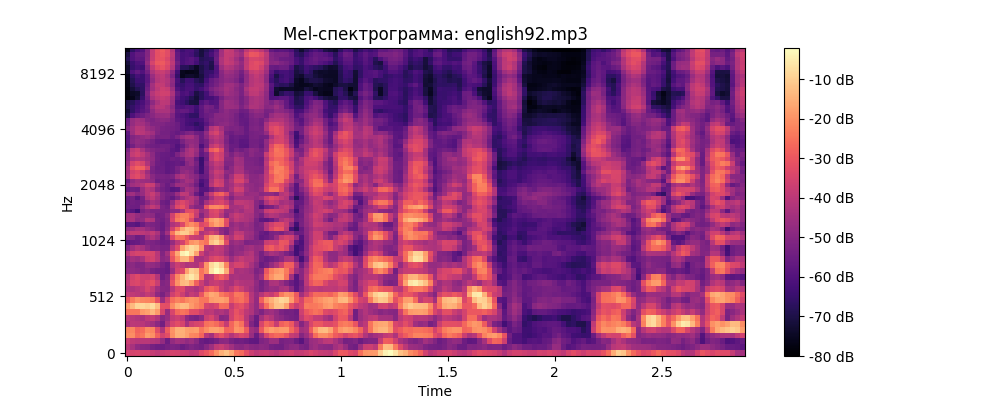 Mel-спектрограмма: english92.mp3
8192
4096
2048
1024
512
0
Hz
0 0.5 1 1.5 2 2.5
Time
-10 dB
-20 dB
-30 dB
-40 dB
-50 dB
-60 dB
-70 dB
-80 dB